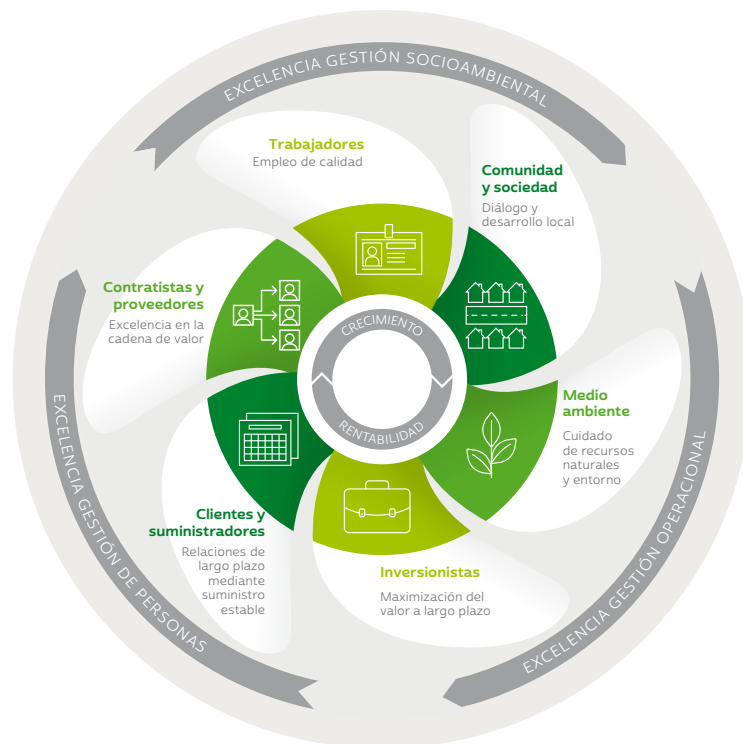 EXCELENCIA GESTIÓN SOCIOAMBIENTAL
Trabajadores
Empleo de calidad
Comunidad
y sociedad
Diálogo y
desarrollo local
Contratistas y
proveedores
Excelencia en la
cadena de valor
CRECIMIENTO
RENTABILIDAD
Medio
ambiente
Cuidado
de recursos
naturales
y entorno
Clientes y
suministradores
Relaciones de
largo plazo
mediante
suministro
estable
Inversionistas
Maximización del
valor a largo plazo
EXCELENCIA GESTIÓN DE PERSONAS
EXCELENCIA GESTIÓN OPERACIONAL